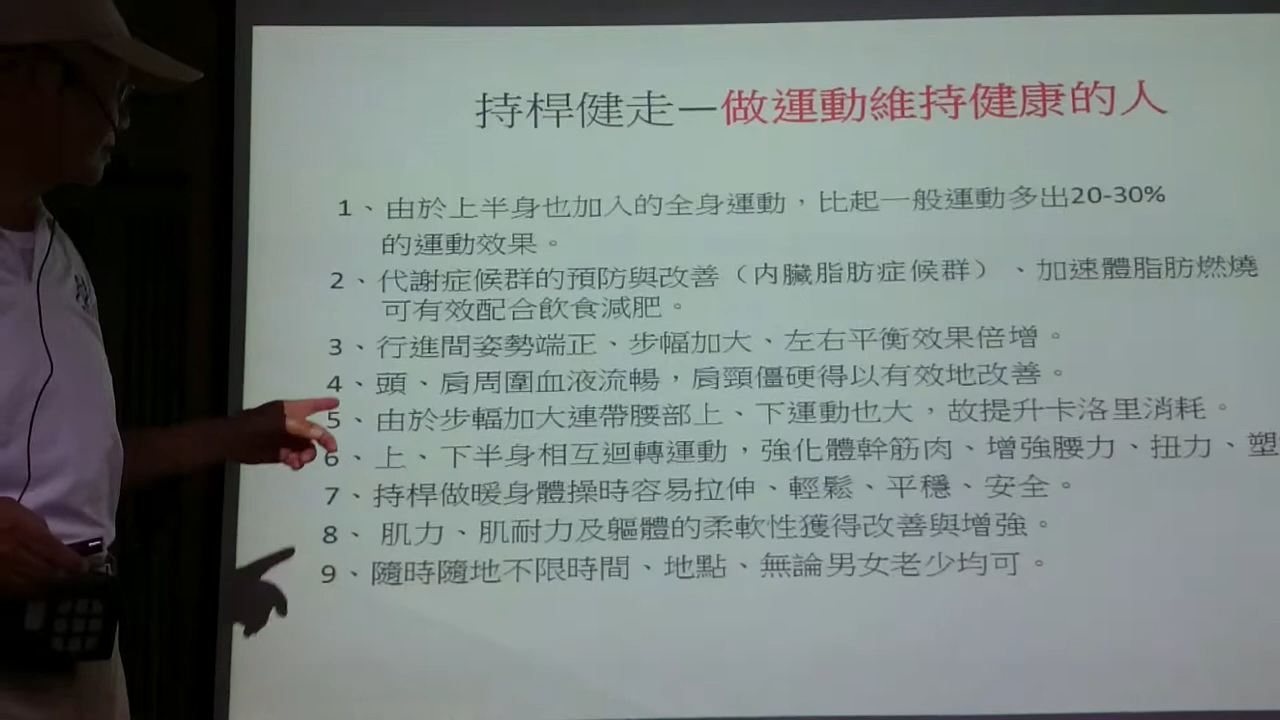 持桿健走—做運動維持健康的人
1、由於上半身也加入的全身運動，比起一般運動多出20-30%
的運動效果。
2、代謝症候群的預防與改善（內臟脂肪症候群）、加速體脂肪燃燒
可有效配合飲食減肥。
3、行進間姿勢端正、步幅加大、左右平衡效果倍增。
4、頭、肩周圍血液流暢，肩頸僵硬得以有效地改善。
5、由於步輻加大連帶腰部上、下運動也大，故提升卡洛里消耗。
6、上、下半身相互迴轉運動，強化體幹筋肉、增強腰力、扭力、塑
7、持桿做暖身體操時容易拉伸、輕鬆、平穩、安全。
8、肌力、肌耐力及軀體的柔軟性獲得改善與增強。
9、隨時隨地不限時間、地點、無論男女老少均可。